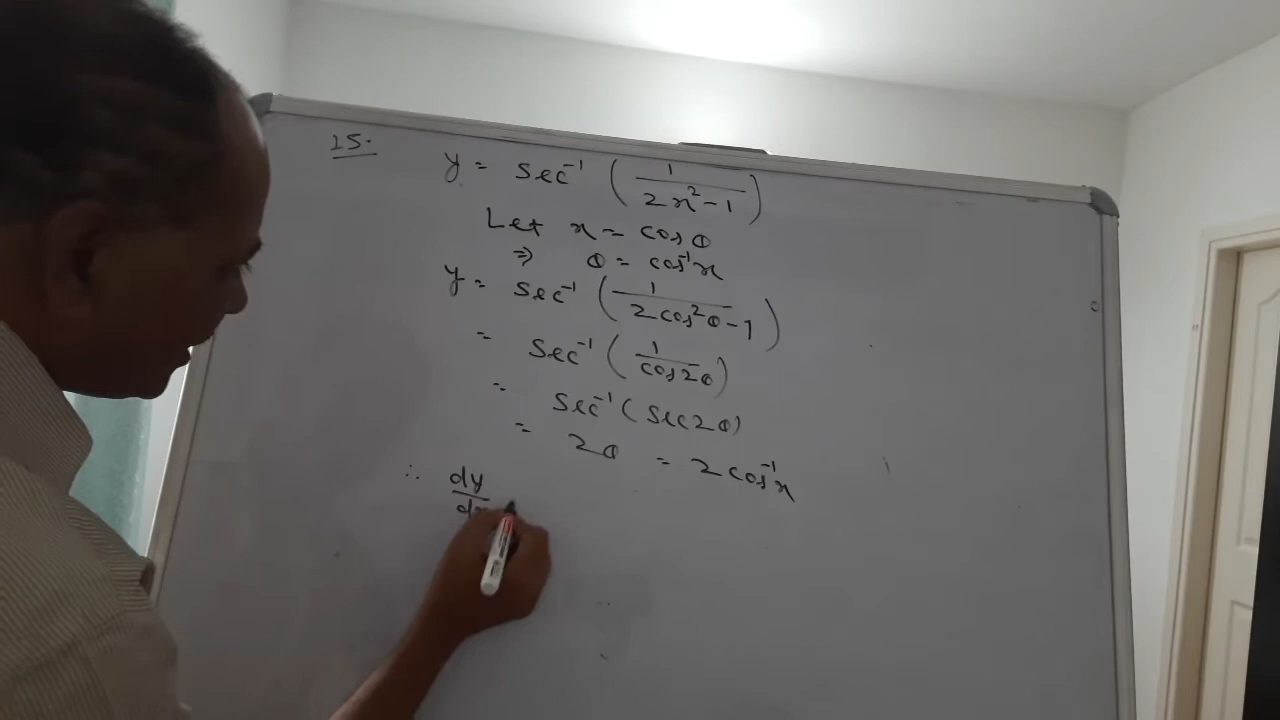 25.
y = sec⁻¹ (1/(2x²-1))
Let x = cos θ
⇒ θ = cos⁻¹x
y = sec⁻¹ (1/(2cos²θ-1))
= sec⁻¹ (1/cos2θ)
= sec⁻¹ (sec2θ)
= 2θ = 2cos⁻¹x
∴ dy/dx